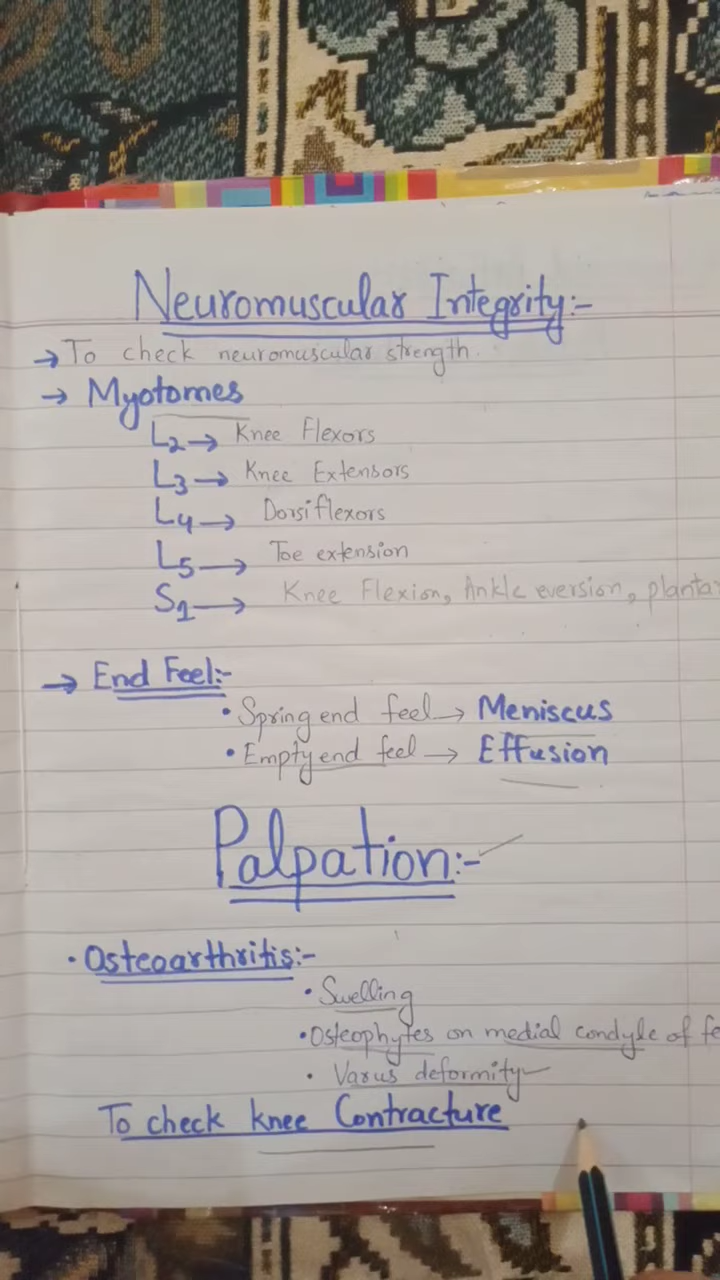 Neuromuscular Integrity:-
→ To check neuromuscular strength.
→ Myotomes
L2 → Knee Flexors
L3 → Knee Extensors
L4 → Dorsiflexors
L5 → Toe extension
S1 → Knee Flexion, Ankle eversion, planta
→ End Feel:-
• Spring end feel → Meniscus
• Empty end feel → Effusion
Palpation:-
• Osteoarthritis:-
• Swelling
• Osteophytes on medial condyle of fe
• Varus deformity
To check knee Contracture